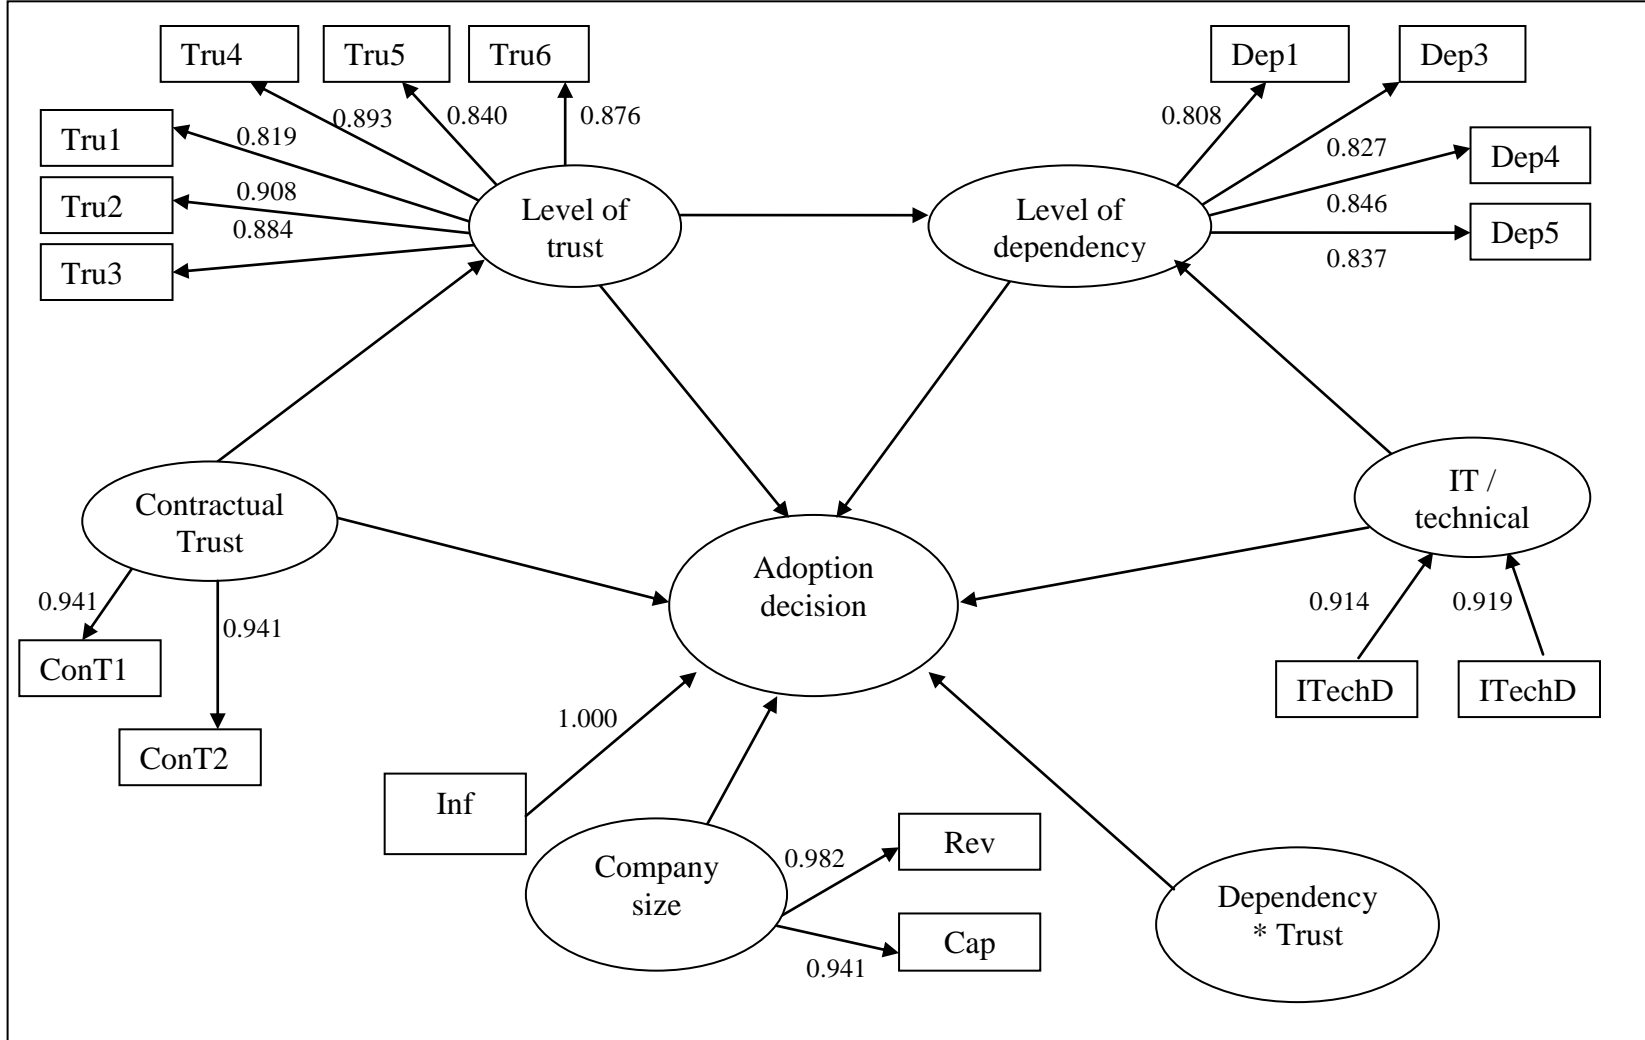 Tru4
Tru5
Tru6
Dep1
Dep3
0.893
0.840
0.876
0.808
Tru1
0.819
0.827
Dep4
Tru2
0.908
Level of
trust
Level of
dependency
0.846
0.884
Dep5
Tru3
0.837
Contractual
Trust
IT /
technical
Adoption
decision
0.941
0.941
0.914
0.919
ConT1
ITechD
ITechD
1.000
ConT2
Inf
Company
size
0.982
Rev
Dependency
* Trust
Cap
0.941